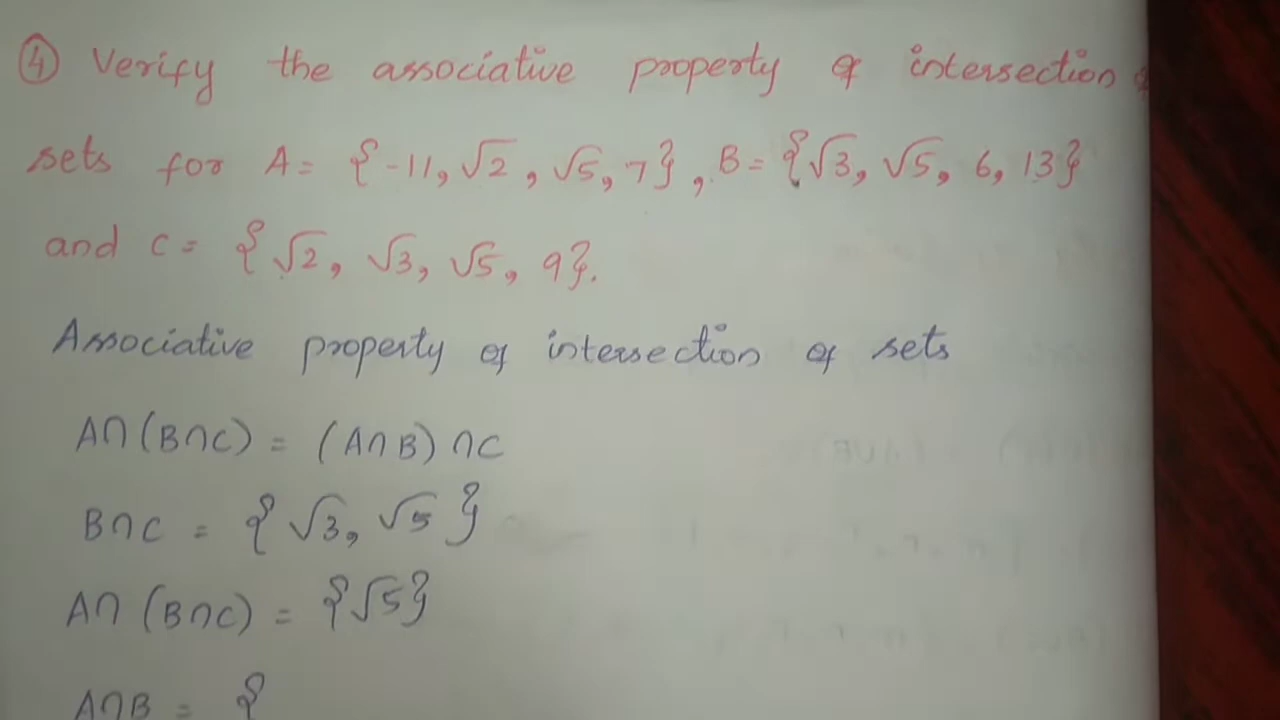 ④ Verify the associative property of intersection
sets for A = {-11, √2, √5, 7}, B = {√3, √5, 6, 13}
and C = {√2, √3, √5, 9}.
Associative property of intersection of sets
A∩(B∩C) = (A∩B)∩C
B∩C = {√3, √5}
A∩(B∩C) = {√5}
A∩B = {